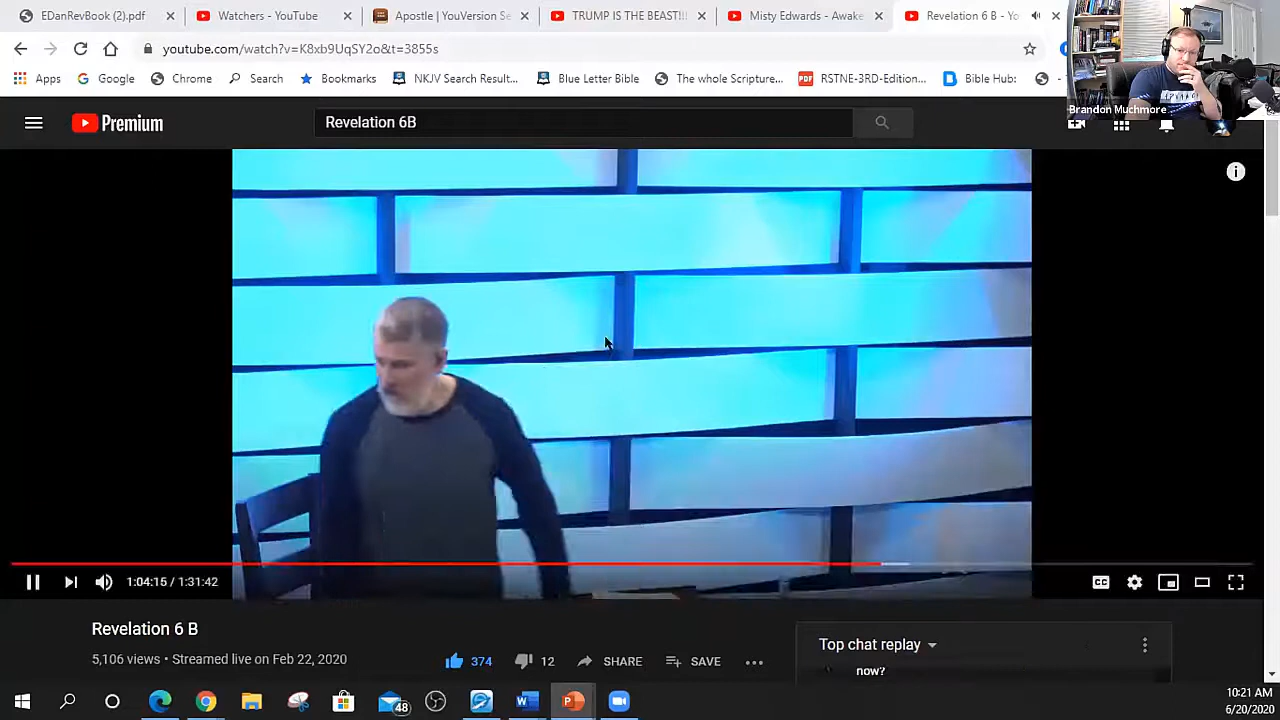 EDanRevBook (2).pdf
Watchers - YouTube
Apostle | YouVersion S
TRUMP IS THE BEAST!!
Misty Edwards - Awak
Revelation 6 B - Yo
youtube.com/watch?v=K8xb9UqSY2o&t=3855s
Apps
Google
Chrome
Search
Bookmarks
NKJV Search Result...
Blue Letter Bible
The whole Scripture...
RSTNE-3RD-Edition...
Bible Hub:
Brandon Muchmore
Premium
Revelation 6B
1:04:15 / 1:31:42
CC
Revelation 6 B
5,106 views • Streamed live on Feb 22, 2020
374
12
SHARE
SAVE
Top chat replay
now?
48
10:21 AM
6/20/2020